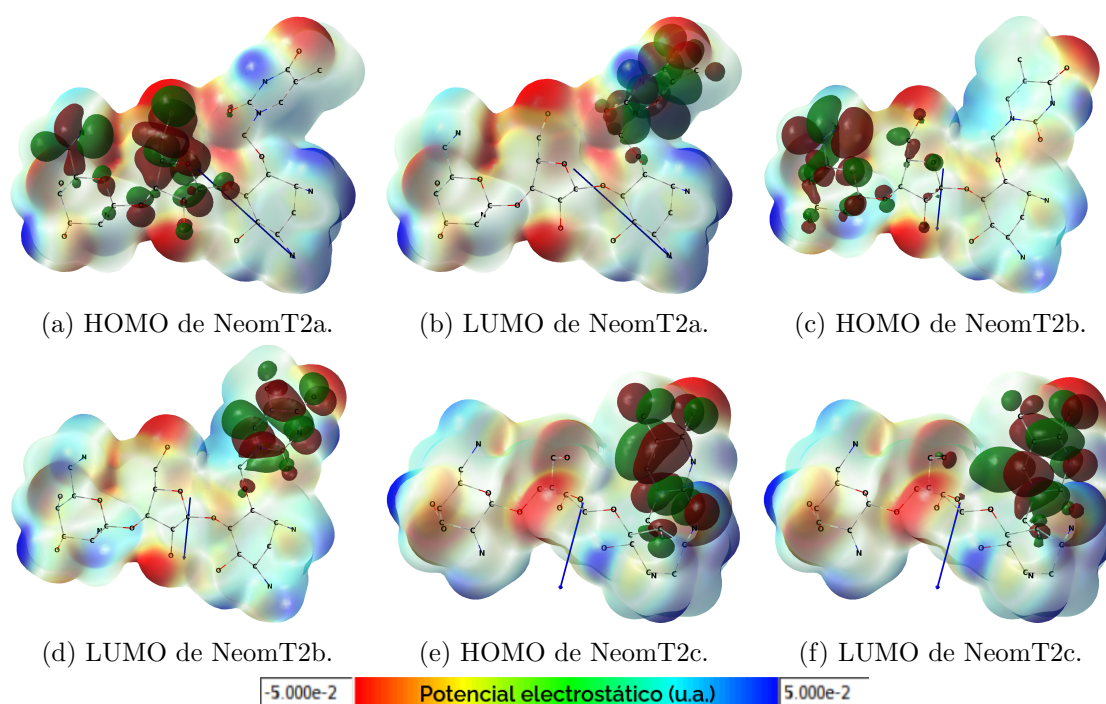 (a) HOMO de NeomT2a.
(b) LUMO de NeomT2a.
(c) HOMO de NeomT2b.
(d) LUMO de NeomT2b.
(e) HOMO de NeomT2c.
(f) LUMO de NeomT2c.
-5.000e-2 Potencial electrostático (u.a.) 5.000e-2